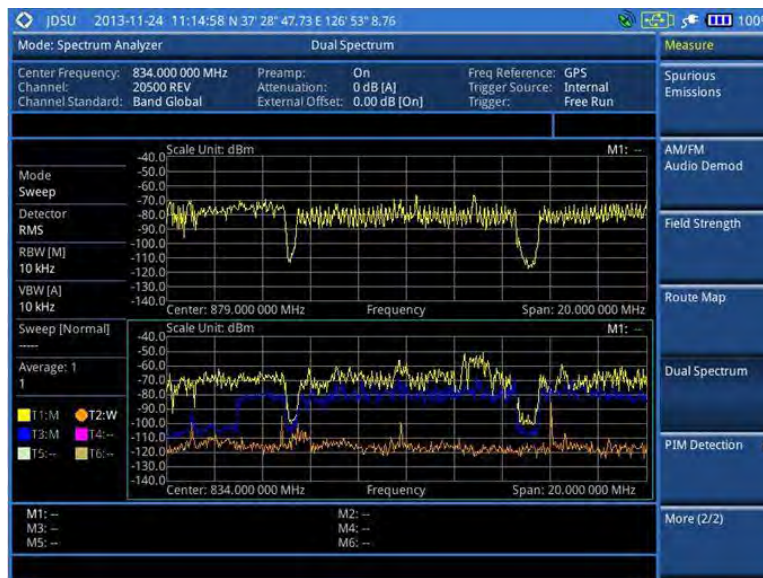 JDSU 2013-11-24 11:14:58 N 37' 28" 47.73 E 126' 53" 8.76 100%
Mode: Spectrum Analyzer Dual Spectrum Measure
Center Frequency: 834.000 000 MHz Preamp: On Freq Reference: GPS
Channel: 20500 REV Attenuation: 0 dB [A] Trigger Source: Internal
Channel Standard: Band Global External Offset: 0.00 dB [On] Trigger: Free Run
Spurious
Emissions
AM/FM
Audio Demod
Field Strength
Route Map
Dual Spectrum
PIM Detection
More (2/2)
Mode
Sweep
Detector
RMS
RBW [M]
10 kHz
VBW [A]
10 kHz
Sweep [Normal]
-----
Average: 1
1
T1:M T2:W
T3:M T4:--
T5:-- T6:--
Scale Unit: dBm M1: --
-40.0
-50.0
-60.0
-70.0
-80.0
-90.0
-100.0
-110.0
-120.0
-130.0
-140.0
Center: 879.000 000 MHz Frequency Span: 20.000 000 MHz
Scale Unit: dBm M1: --
-40.0
-50.0
-60.0
-70.0
-80.0
-90.0
-100.0
-110.0
-120.0
-130.0
-140.0
Center: 834.000 000 MHz Frequency Span: 20.000 000 MHz
M1: -- M2: --
M3: -- M4: --
M5: -- M6: --